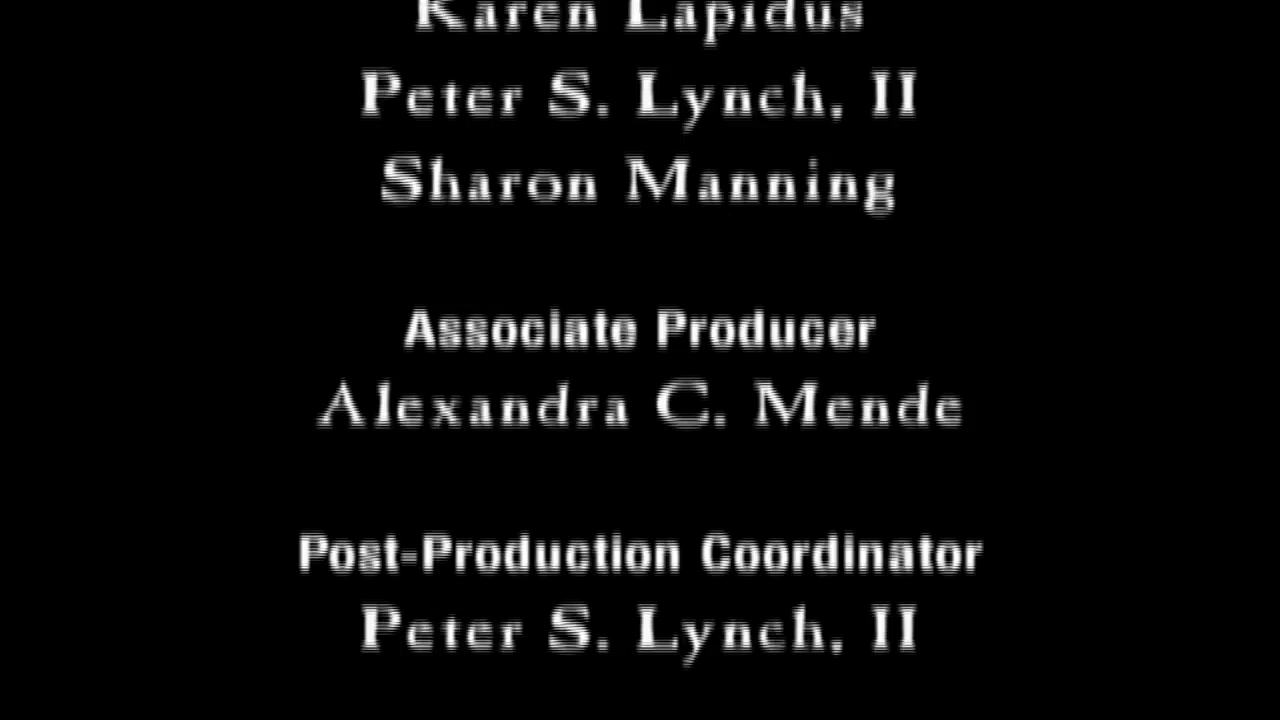 Karen Lapidus
Peter S. Lynch, II
Sharon Manning
Associate Producer
Alexandra C. Mende
Post-Production Coordinator
Peter S. Lynch, II